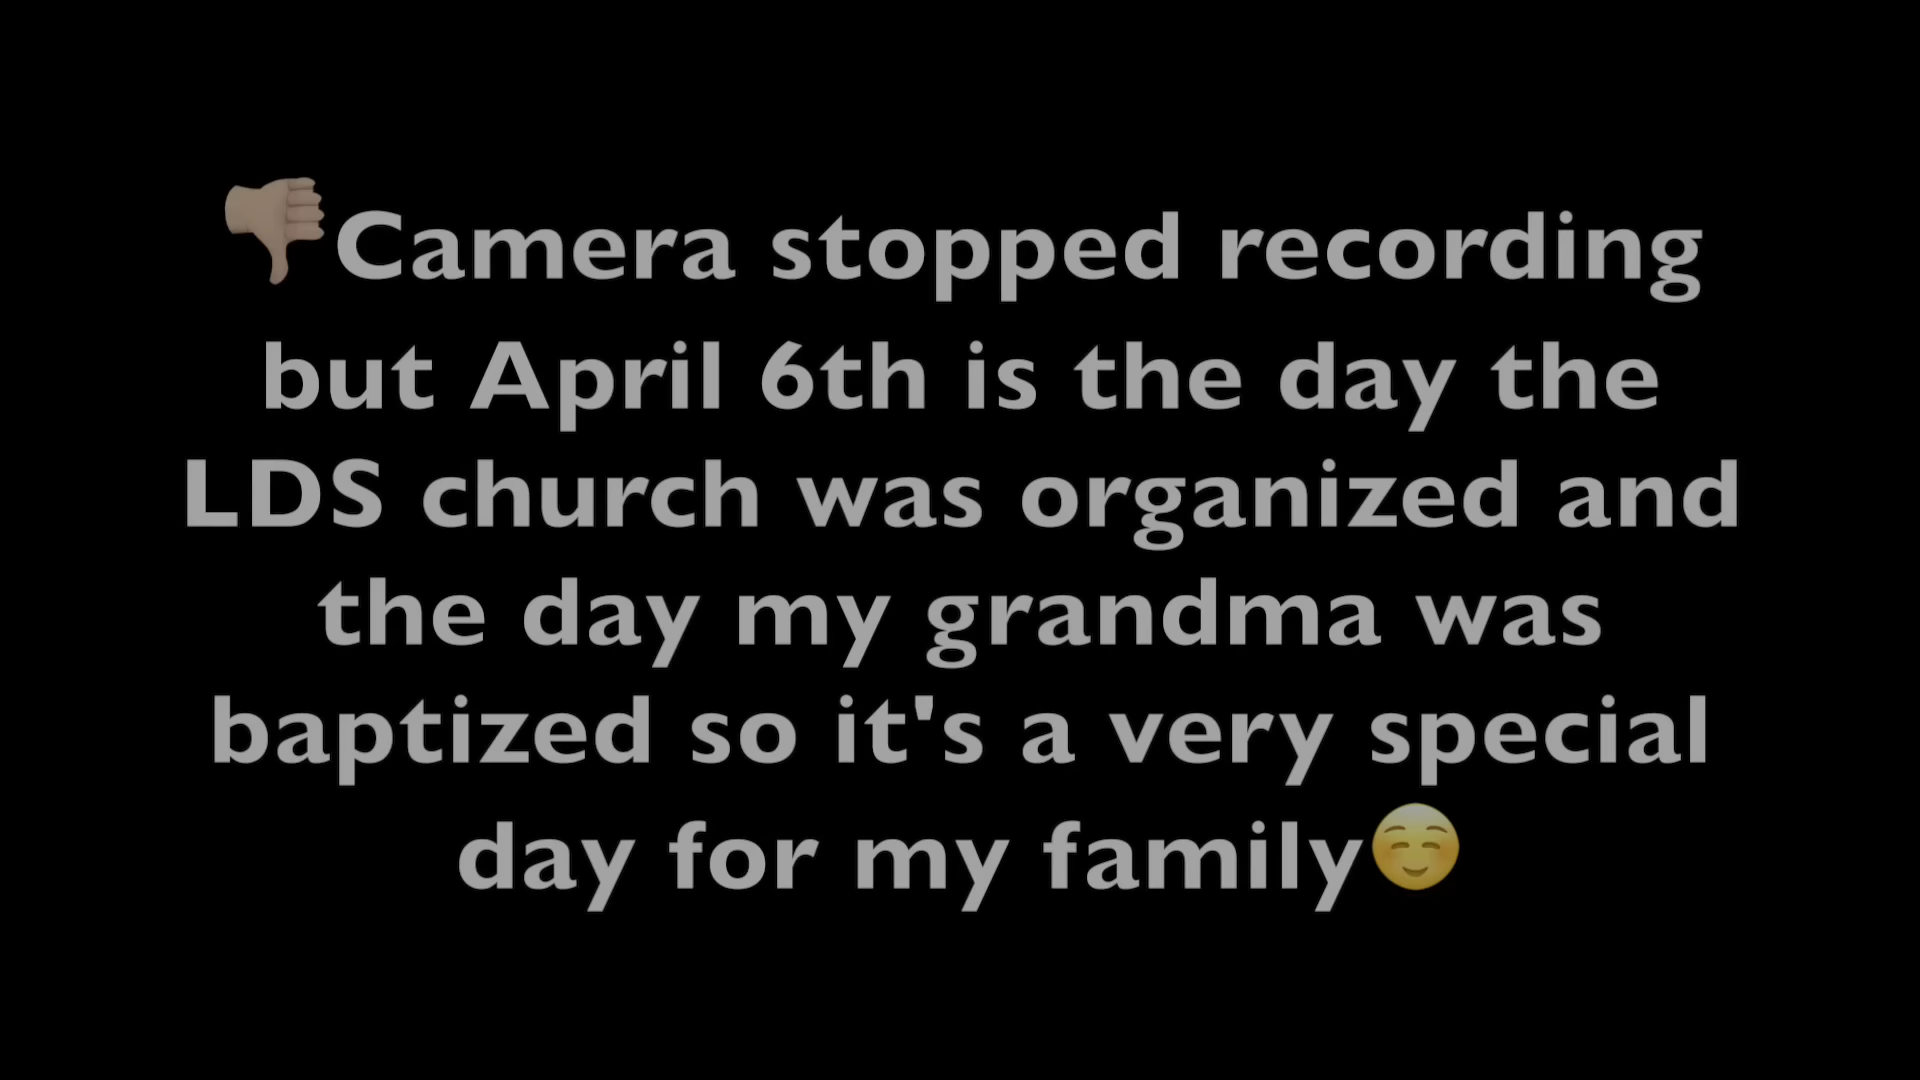 👎🏼Camera stopped recording
but April 6th is the day the
LDS church was organized and
the day my grandma was
baptized so it's a very special
day for my family☺️